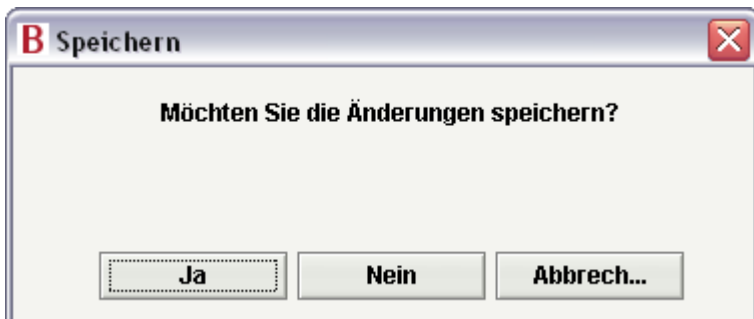 B Speichern
Möchten Sie die Änderungen speichern?
Ja Nein Abbrech...